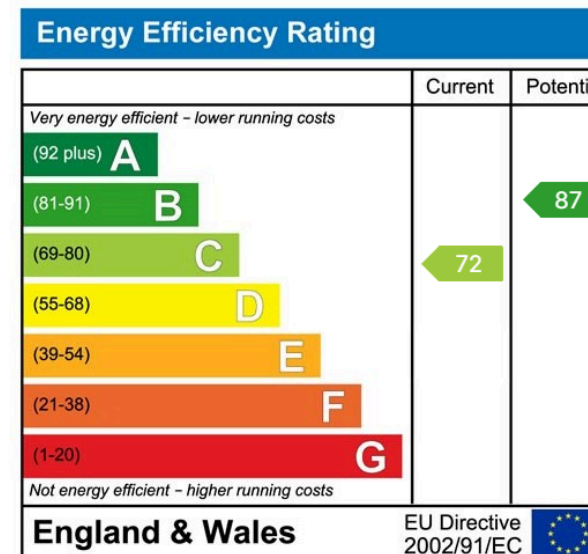 Energy Efficiency Rating
Current Potenti
Very energy efficient – lower running costs
(92 plus) A
(81-91) B 87
(69-80) C 72
(55-68) D
(39-54) E
(21-38) F
(1-20) G
Not energy efficient – higher running costs
England & Wales
EU Directive
2002/91/EC